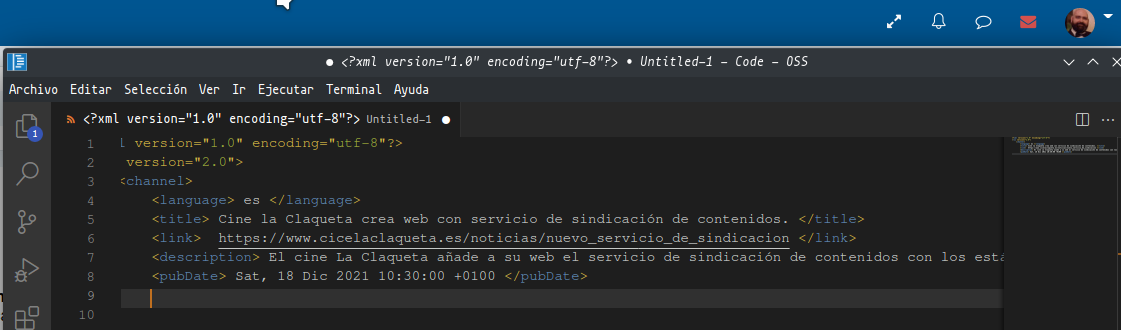 ● <?xml version="1.0" encoding="utf-8"?> • Untitled-1 - Code - OSS
Archivo Editar Selección Ver Ir Ejecutar Terminal Ayuda
<?xml version="1.0" encoding="utf-8"?> Untitled-1 ●
1
1 version="1.0" encoding="utf-8"?>
2 version="2.0">
3 <channel>
4 <language> es </language>
5 <title> Cine la Claqueta crea web con servicio de sindicación de contenidos. </title>
6 <link> https://www.cicelaclaqueta.es/noticias/nuevo_servicio_de_sindicacion </link>
7 <description> El cine La Claqueta añade a su web el servicio de sindicación de contenidos con los está
8 <pubDate> Sat, 18 Dic 2021 10:30:00 +0100 </pubDate>
9
10